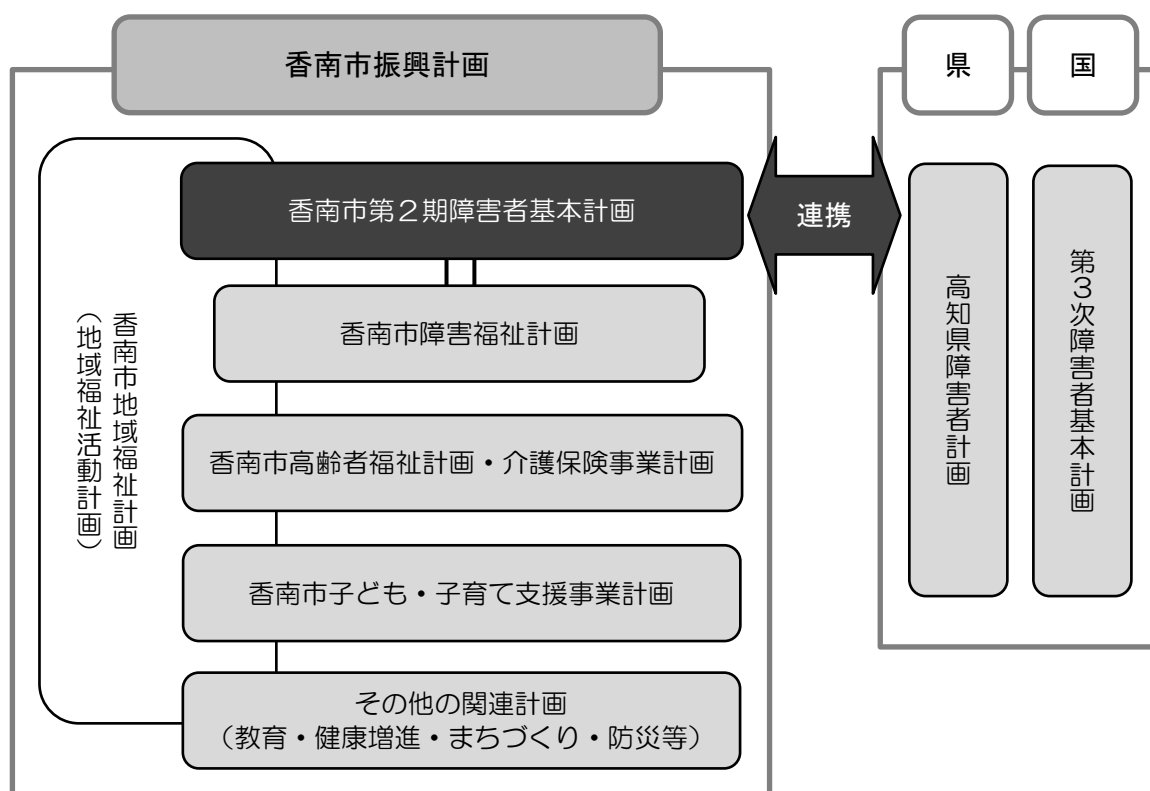 香南市振興計画
県
国
香南市第２期障害者基本計画
連携
香南市障害福祉計画
香南市地域福祉計画
（地域福祉活動計画）
香南市高齢者福祉計画・介護保険事業計画
香南市子ども・子育て支援事業計画
その他の関連計画
（教育・健康増進・まちづくり・防災等）
高知県障害者計画
第３次障害者基本計画